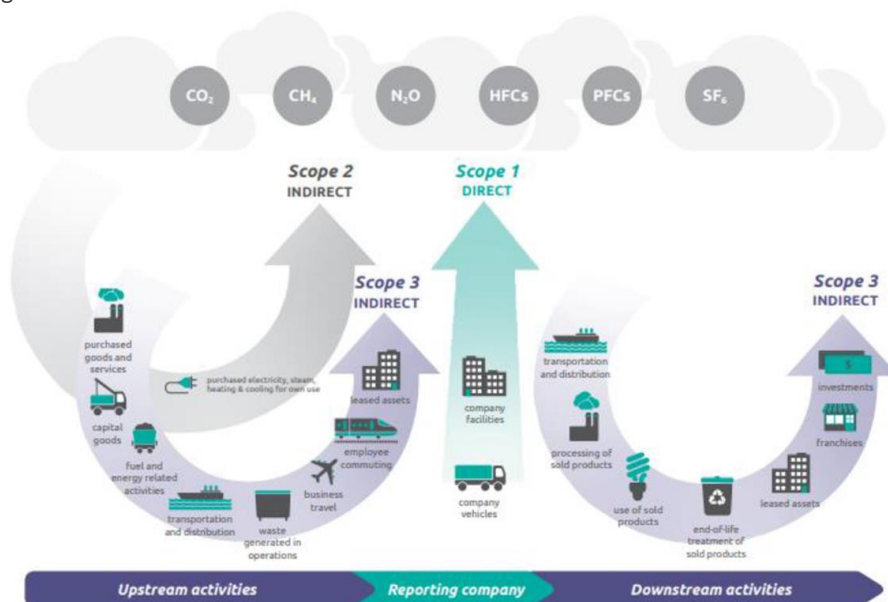 CO₂ CH₄ N₂O HFCs PFCs SF₆
Scope 2
INDIRECT
Scope 1
DIRECT
Scope 3
INDIRECT
Scope 3
INDIRECT
purchased
goods and
services
capital
goods
fuel and
energy related
activities
transportation
and distribution
waste
generated in
operations
business
travel
employee
commuting
leased assets
purchased electricity, steam,
heating & cooling for own use
company
facilities
company
vehicles
transportation
and distribution
processing of
sold products
use of sold
products
end-of-life
treatment of
sold products
leased assets
franchises
$
investments
Upstream activities Reporting company Downstream activities